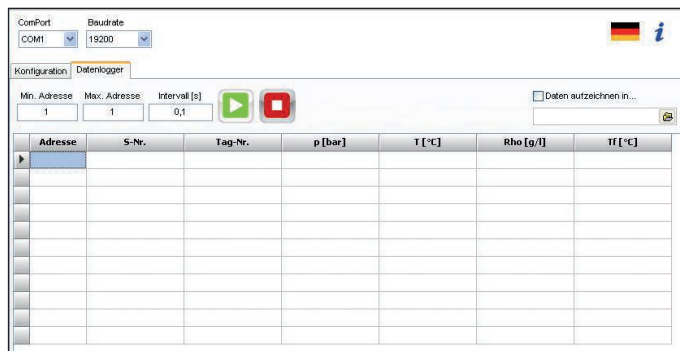 ComPort Baudrate
COM1 19200
i
Konfiguration Datenlogger
Min. Adresse Max. Adresse Intervall [s]
1 1 0,1
Daten aufzeichnen in...
Adresse S-Nr. Tag-Nr. p [bar] T [°C] Rho [g/l] Tf [°C]